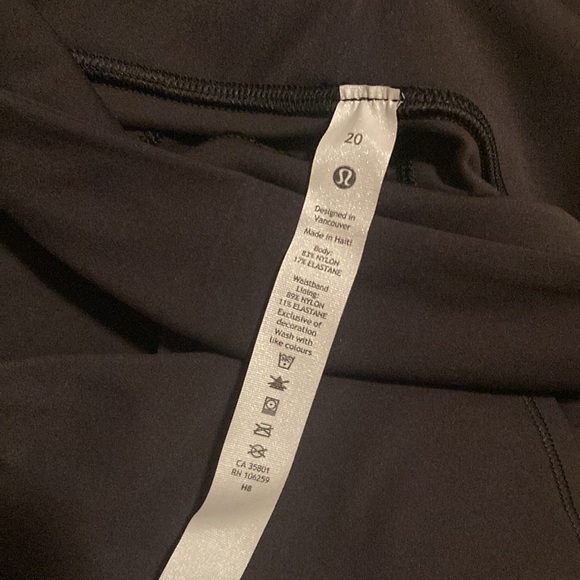 20
Designed in
Vancouver
Made in Haiti
Body:
83% NYLON
17% ELASTANE
Waistband
Lining:
89% NYLON
11% ELASTANE
Exclusive of
decoration
Wash with
like colours
CA 35801
RN 106259
H8